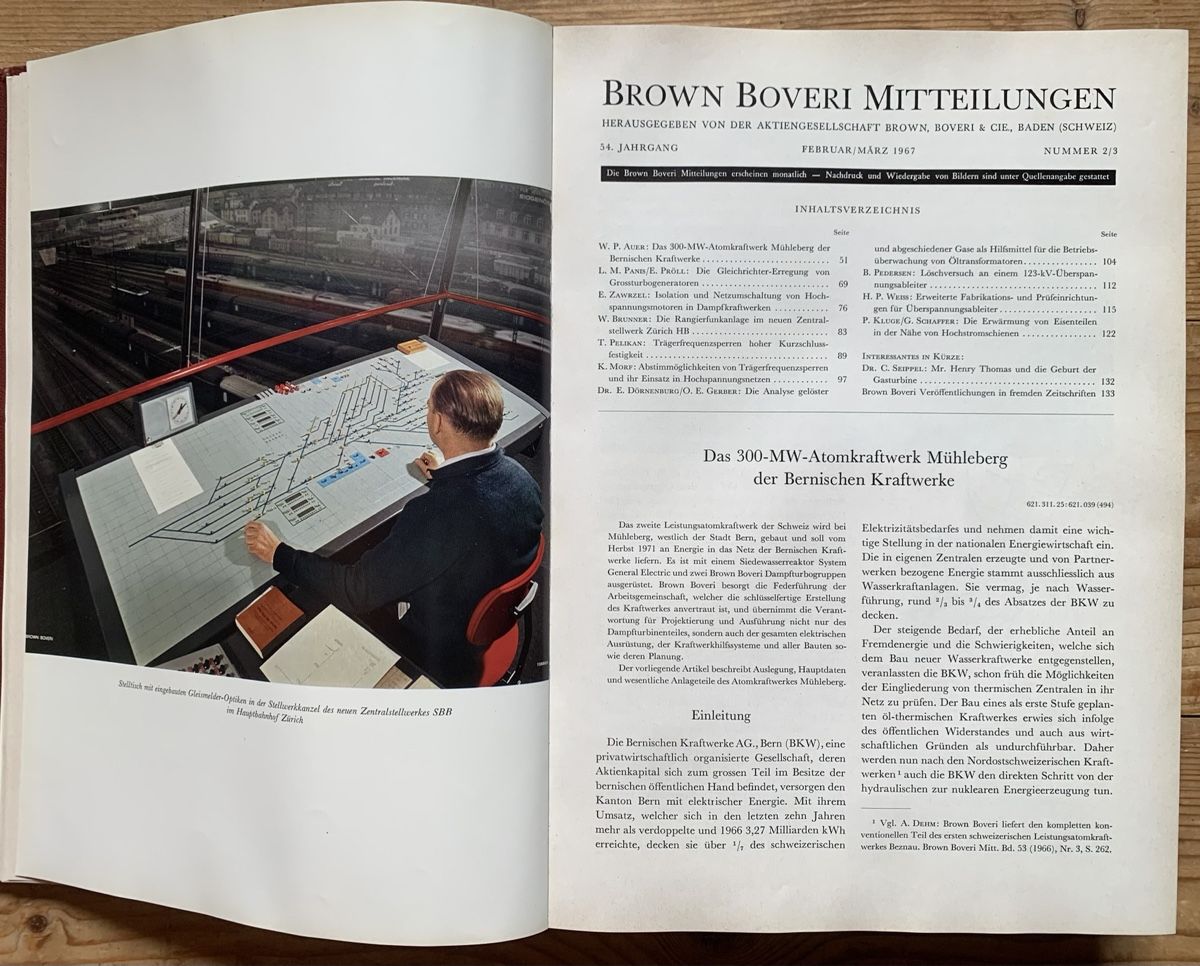 BROWN BOVERI
Stelltisch mit eingebauten Gleismelder-Optiken in der Stellwerkkanzel des neuen Zentralstellwerkes SBB
im Hauptbahnhof Zürich
BROWN BOVERI MITTEILUNGEN
HERAUSGEGEBEN VON DER AKTIENGESELLSCHAFT BROWN, BOVERI & CIE., BADEN (SCHWEIZ)
54. JAHRGANG FEBRUAR/MÄRZ 1967 NUMMER 2/3
Die Brown Boveri Mitteilungen erscheinen monatlich — Nachdruck und Wiedergabe von Bildern sind unter Quellenangabe gestattet
INHALTSVERZEICHNIS
Seite
W. P. AUER: Das 300-MW-Atomkraftwerk Mühleberg der
Bernischen Kraftwerke . . . . . . . . . . . . . . . . . . . . 51
L. M. PANIS/E. PRÖLL: Die Gleichrichter-Erregung von
Grossturbogeneratoren . . . . . . . . . . . . . . . . . . . . 69
E. ZAWRZEL: Isolation und Netzumschaltung von Hoch-
spannungsmotoren in Dampfkraftwerken . . . . . . . . . . 76
W. BRUNNER: Die Rangierfunkanlage im neuen Zentral-
stellwerk Zürich HB . . . . . . . . . . . . . . . . . . . . 83
T. PELIKAN: Trägerfrequenzsperren hoher Kurzschluss-
festigkeit . . . . . . . . . . . . . . . . . . . . 89
K. MORF: Abstimmöglichkeiten von Trägerfrequenzsperren
und ihr Einsatz in Hochspannungsnetzen . . . . . . . . . . 97
DR. E. DÖRNENBURG/O. E. GERBER: Die Analyse gelöster
Seite
und abgeschiedener Gase als Hilfsmittel für die Betriebs-
überwachung von Öltransformatoren . . . . . . . . . . 104
B. PEDERSEN: Löschversuch an einem 123-kV-Überspan-
nungsableiter . . . . . . . . . . . . . . . . . . . . 112
H. P. WEISS: Erweiterte Fabrikations- und Prüfeinrichtun-
gen für Überspannungsableiter . . . . . . . . . . . . . . . 115
P. KLUGE/G. SCHAFFER: Die Erwärmung von Eisenteilen
in der Nähe von Hochstromschienen . . . . . . . . . . 122
INTERESSANTES IN KÜRZE:
DR. C. SEIPPEL: Mr. Henry Thomas und die Geburt der
Gasturbine . . . . . . . . . . . . . . . . . . . . 132
Brown Boveri Veröffentlichungen in fremden Zeitschriften 133
Das 300-MW-Atomkraftwerk Mühleberg
der Bernischen Kraftwerke
621.311.25:621.039 (494)
Das zweite Leistungsatomkraftwerk der Schweiz wird bei
Mühleberg, westlich der Stadt Bern, gebaut und soll vom
Herbst 1971 an Energie in das Netz der Bernischen Kraft-
werke liefern. Es ist mit einem Siedewasserreaktor System
General Electric und zwei Brown Boveri Dampfturbogruppen
ausgerüstet. Brown Boveri besorgt die Federführung der
Arbeitsgemeinschaft, welcher die schlüsselfertige Erstellung
des Kraftwerkes anvertraut ist, und übernimmt die Verant-
wortung für Projektierung und Ausführung nicht nur des
Dampfturbinenteiles, sondern auch der gesamten elektrischen
Ausrüstung, der Kraftwerkhilfssysteme und aller Bauten so-
wie deren Planung.
Der vorliegende Artikel beschreibt Auslegung, Hauptdaten
und wesentliche Anlageteile des Atomkraftwerkes Mühleberg.
Einleitung
Die Bernischen Kraftwerke AG., Bern (BKW), eine
privatwirtschaftlich organisierte Gesellschaft, deren
Aktienkapital sich zum grossen Teil im Besitze der
bernischen öffentlichen Hand befindet, versorgen den
Kanton Bern mit elektrischer Energie. Mit ihrem
Umsatz, welcher sich in den letzten zehn Jahren
mehr als verdoppelte und 1966 3,27 Milliarden kWh
erreichte, decken sie über 1/7 des schweizerischen
Elektrizitätsbedarfes und nehmen damit eine wich-
tige Stellung in der nationalen Energiewirtschaft ein.
Die in eigenen Zentralen erzeugte und von Partner-
werken bezogene Energie stammt ausschliesslich aus
Wasserkraftanlagen. Sie vermag, je nach Wasser-
führung, rund 2/3 bis 3/4 des Absatzes der BKW zu
decken.
Der steigende Bedarf, der erhebliche Anteil an
Fremdenergie und die Schwierigkeiten, welche sich
dem Bau neuer Wasserkraftwerke entgegenstellen,
veranlassten die BKW, schon früh die Möglichkeiten
der Eingliederung von thermischen Zentralen in ihr
Netz zu prüfen. Der Bau eines als erste Stufe geplan-
ten öl-thermischen Kraftwerkes erwies sich infolge
des öffentlichen Widerstandes und auch aus wirt-
schaftlichen Gründen als undurchführbar. Daher
werden nun nach den Nordostschweizerischen Kraft-
werken¹ auch die BKW den direkten Schritt von der
hydraulischen zur nuklearen Energieerzeugung tun.
¹ Vgl. A. DEHM: Brown Boveri liefert den kompletten kon-
ventionellen Teil des ersten schweizerischen Leistungsatomkraft-
werkes Beznau. Brown Boveri Mitt. Bd. 53 (1966), Nr. 3, S. 262.